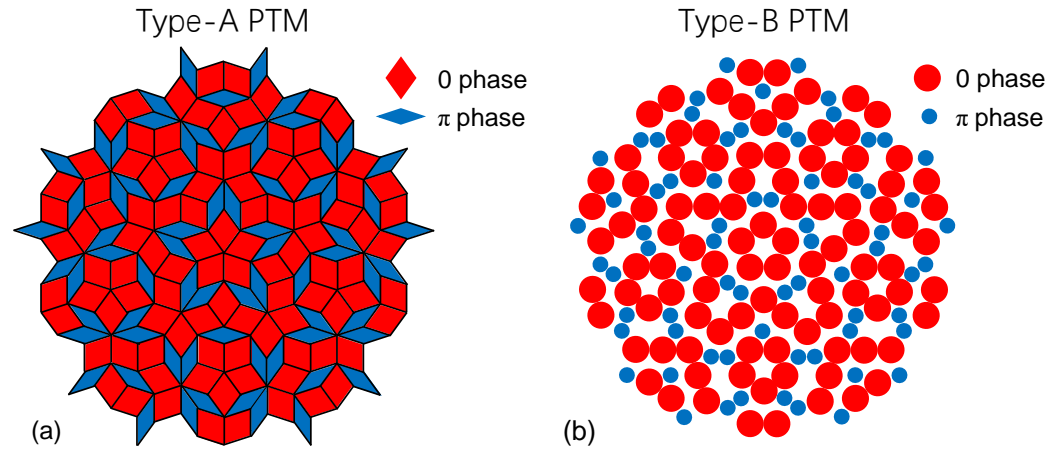 Type-A PTM
0 phase
π phase
(a)
Type-B PTM
0 phase
π phase
(b)